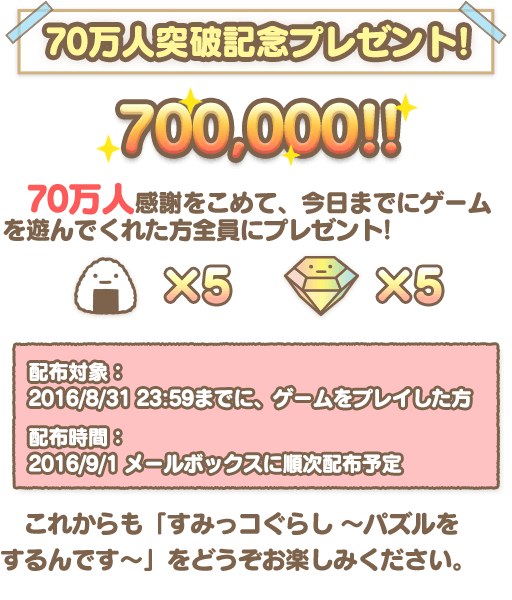 70万人突破記念プレゼント!
700,000!!
70万人感謝をこめて、今日までにゲーム
を遊んでくれた方全員にプレゼント!
×5 ×5
配布対象：
2016/8/31 23:59までに、ゲームをプレイした方
配布時間：
2016/9/1 メールボックスに順次配布予定
これからも「すみっコぐらし ～パズルを
するんです～」をどうぞお楽しみください。